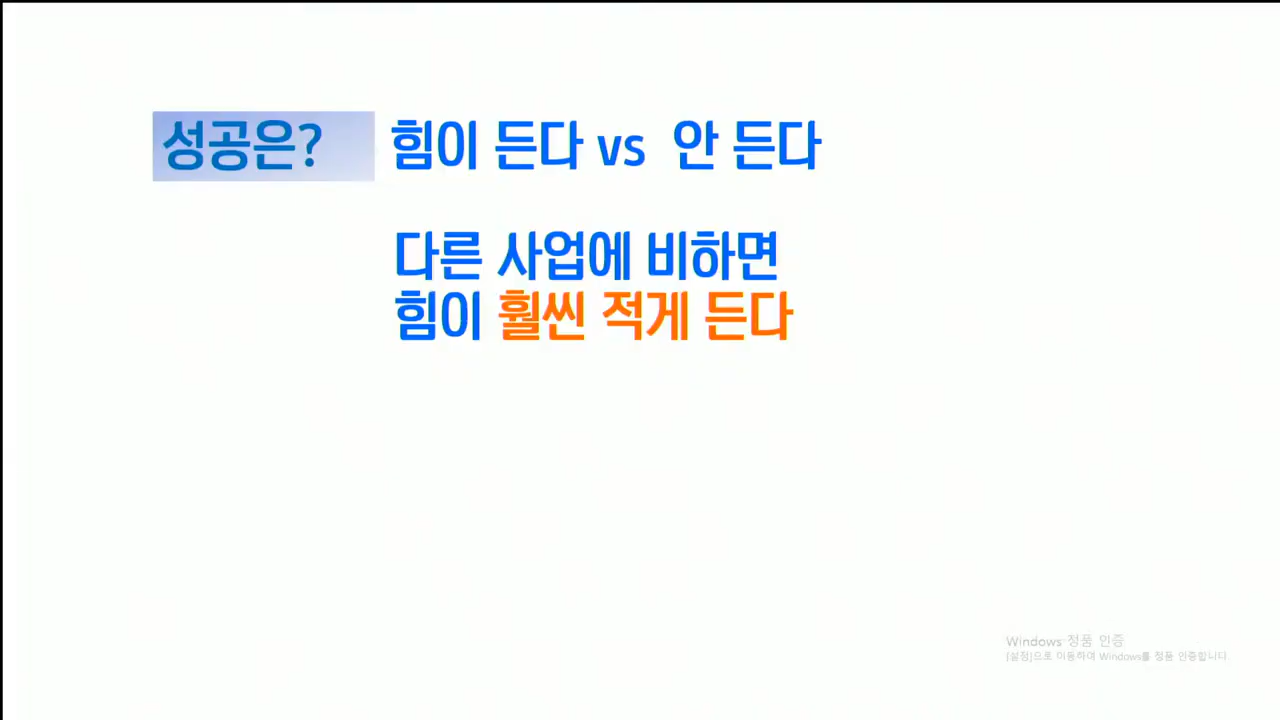 성공은? 힘이 든다 vs 안 든다
다른 사업에 비하면
힘이 훨씬 적게 든다
Windows 정품 인증
[설정]으로 이동하여 Windows를 정품 인증합니다.